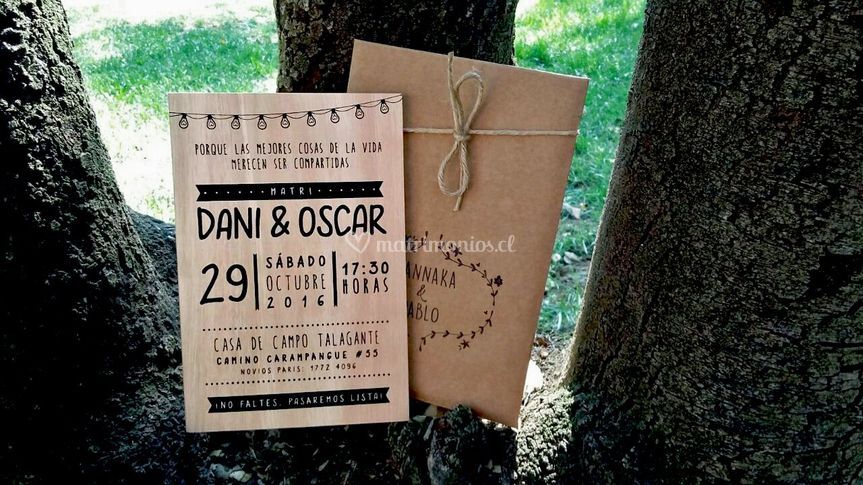 PORQUE LAS MEJORES COSAS DE LA VIDA
MERECEN SER COMPARTIDAS
MATRI
DANI & OSCAR
29
SÁBADO
OCTUBRE
2016
17:30
HORAS
CASA DE CAMPO TALAGANTE
CAMINO CARAMPANGUE #55
NOVIOS PARIS: 1772 4096
¡NO FALTES, PASAREMOS LISTA!
ANNAKA
&
ABLO
matrimonios.cl